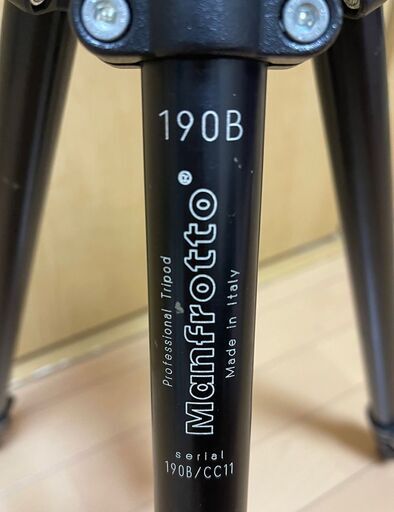 190B
Professional Tripod
Manfrotto®
Made in Italy
serial
190B/CC11